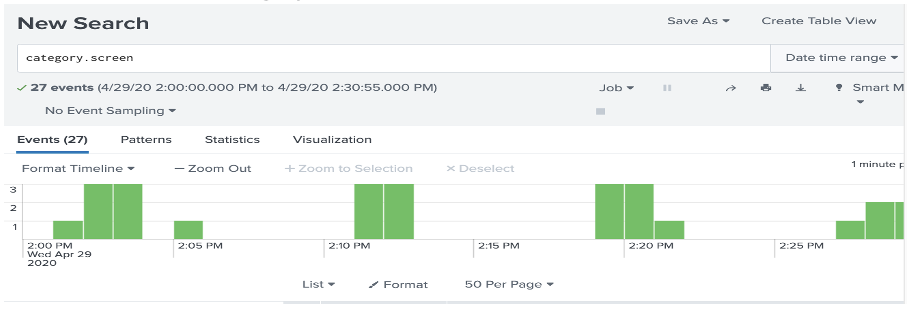 New Search
Save As ▾ Create Table View
category.screen
Date time range ▾
✓ 27 events (4/29/20 2:00:00.000 PM to 4/29/20 2:30:55.000 PM)
Job ▾
Smart M
No Event Sampling ▾
Events (27) Patterns Statistics Visualization
Format Timeline ▾ — Zoom Out + Zoom to Selection × Deselect
1 minute p
3
2
1
2:00 PM 2:05 PM 2:10 PM 2:15 PM 2:20 PM 2:25 PM
Wed Apr 29
2020
List ▾ Format 50 Per Page ▾